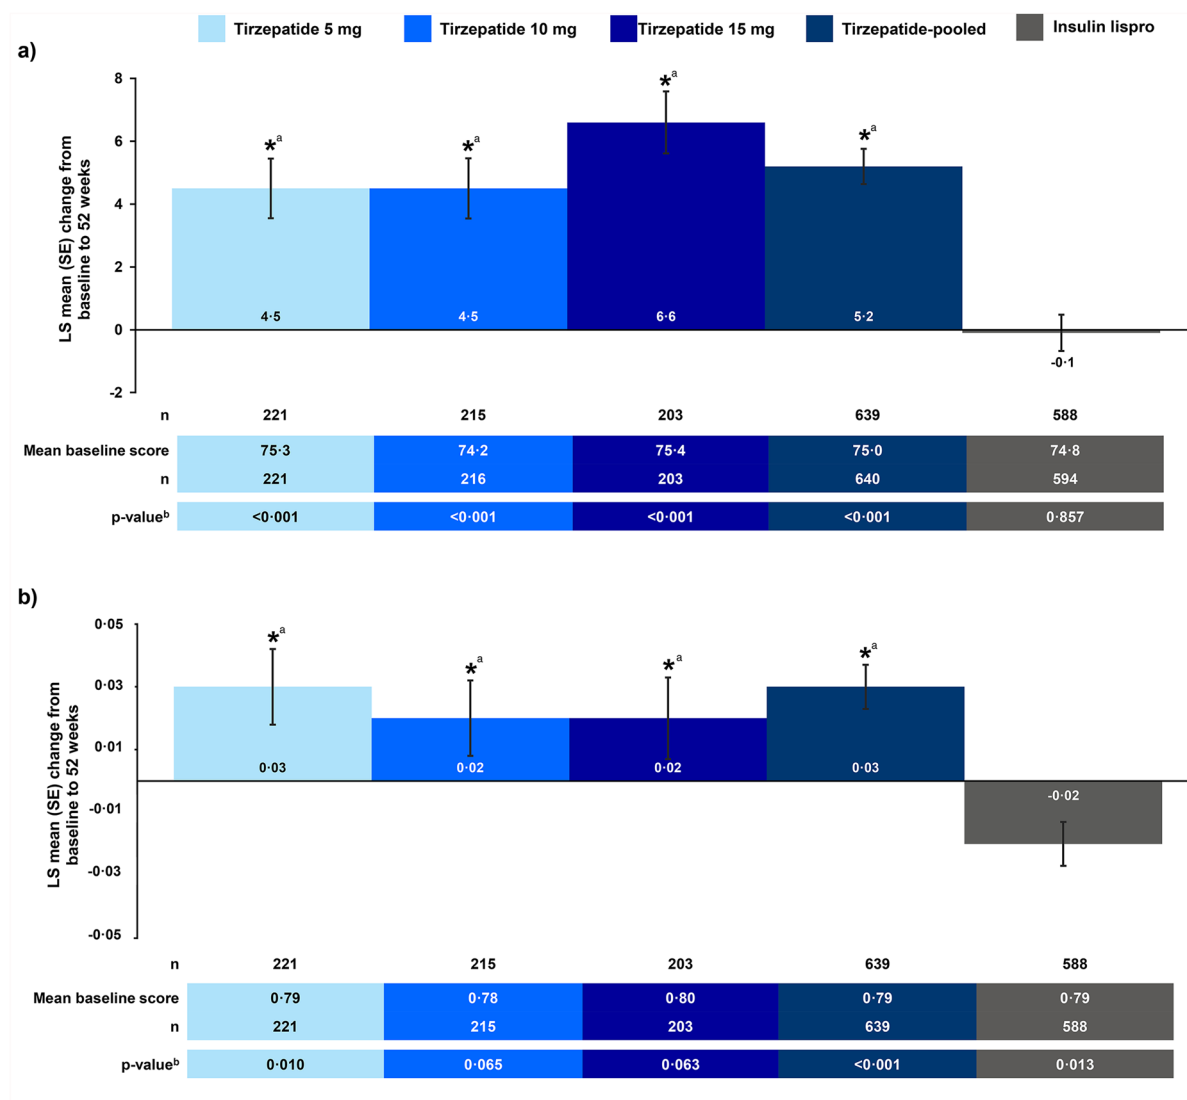 Tirzepatide 5 mg Tirzepatide 10 mg Tirzepatide 15 mg Tirzepatide-pooled Insulin lispro
a)
LS mean (SE) change from
baseline to 52 weeks
8
6
4
2
0
-2
*a *a *a *a
4·5 4·5 6·6 5·2 -0·1
n 221 215 203 639 588
Mean baseline score 75·3 74·2 75·4 75·0 74·8
n 221 216 203 640 594
p-valueb <0·001 <0·001 <0·001 <0·001 0·857
b)
LS mean (SE) change from
baseline to 52 weeks
0·05
0·03
0·01
-0·01
-0·03
-0·05
*a *a *a *a
0·03 0·02 0·02 0·03 -0·02
n 221 215 203 639 588
Mean baseline score 0·79 0·78 0·80 0·79 0·79
n 221 215 203 639 588
p-valueb 0·010 0·065 0·063 <0·001 0·013